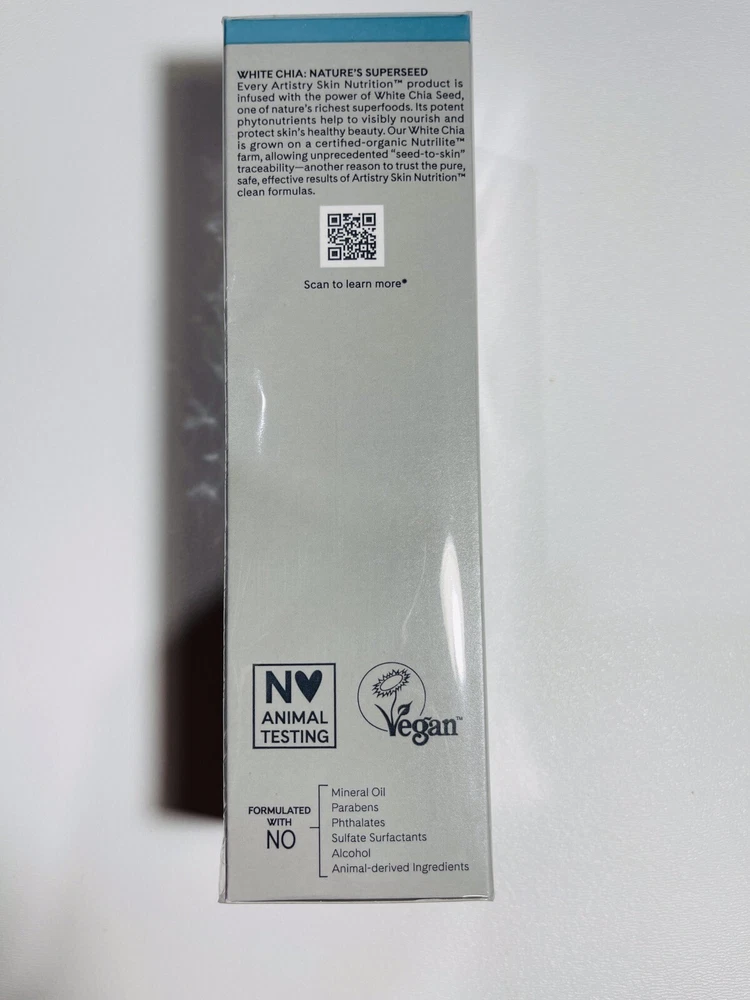 WHITE CHIA: NATURE'S SUPERSEED
Every Artistry Skin Nutrition™ product is
infused with the power of White Chia Seed,
one of nature's richest superfoods. Its potent
phytonutrients help to visibly nourish and
protect skin's healthy beauty. Our White Chia
is grown on a certified-organic Nutrilite™
farm, allowing unprecedented “seed-to-skin”
traceability—another reason to trust the pure,
safe, effective results of Artistry Skin Nutrition™
clean formulas.
Scan to learn more•
N♥
ANIMAL
TESTING
Vegan™
FORMULATED
WITH
NO
Mineral Oil
Parabens
Phthalates
Sulfate Surfactants
Alcohol
Animal-derived Ingredients